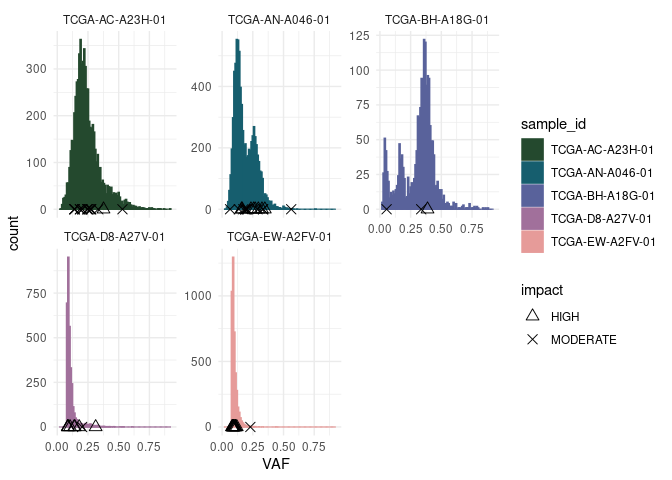 TCGA-AC-A23H-01 TCGA-AN-A046-01 TCGA-BH-A18G-01
300
200
100
0
400
200
0
125
100
75
50
25
0
0.00 0.25 0.50 0.75
TCGA-D8-A27V-01 TCGA-EW-A2FV-01
750
500
250
0
1000
500
0
0.00 0.25 0.50 0.75 0.00 0.25 0.50 0.75
VAF
count
sample_id
TCGA-AC-A23H-01
TCGA-AN-A046-01
TCGA-BH-A18G-01
TCGA-D8-A27V-01
TCGA-EW-A2FV-01
impact
HIGH
MODERATE